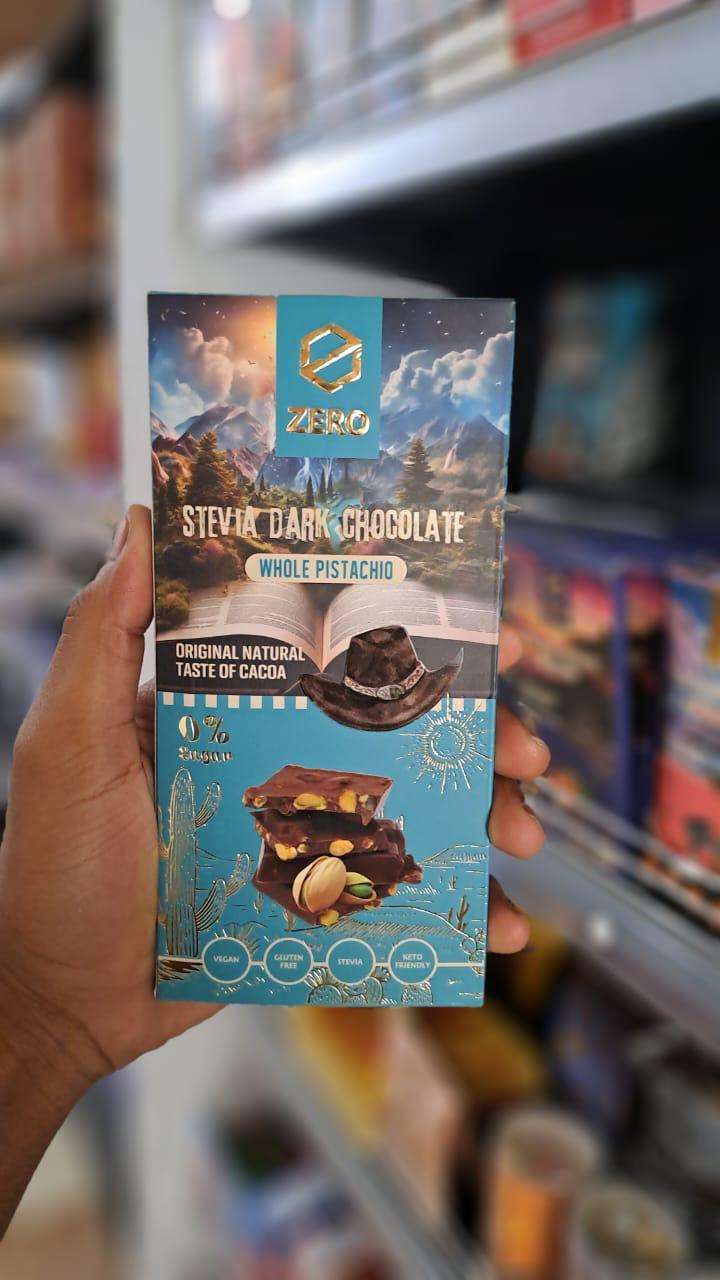 ZERO
STEVIA DARK CHOCOLATE
WHOLE PISTACHIO
ORIGINAL NATURAL
TASTE OF CACOA
0%
Sugar
VEGAN
GLUTEN
FREE
STEVIA
KETO
FRIENDLY